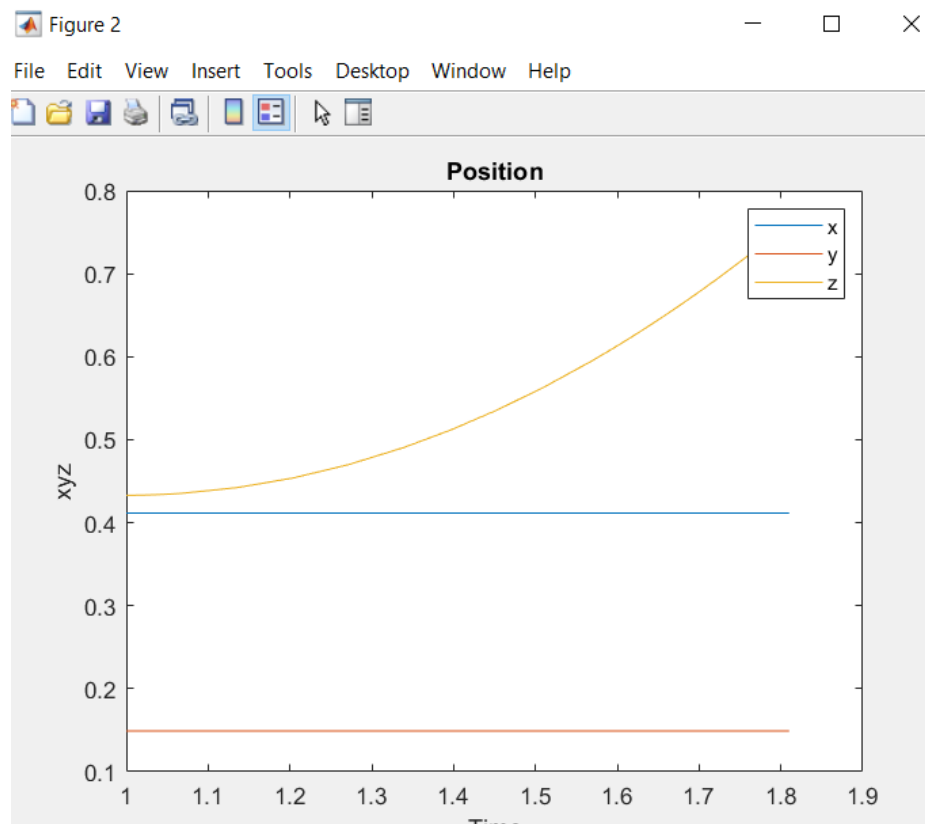 Figure 2
File Edit View Insert Tools Desktop Window Help
Position
0.8
0.7
0.6
0.5
0.4
0.3
0.2
0.1
xyz
x
y
z
1 1.1 1.2 1.3 1.4 1.5 1.6 1.7 1.8 1.9
Time